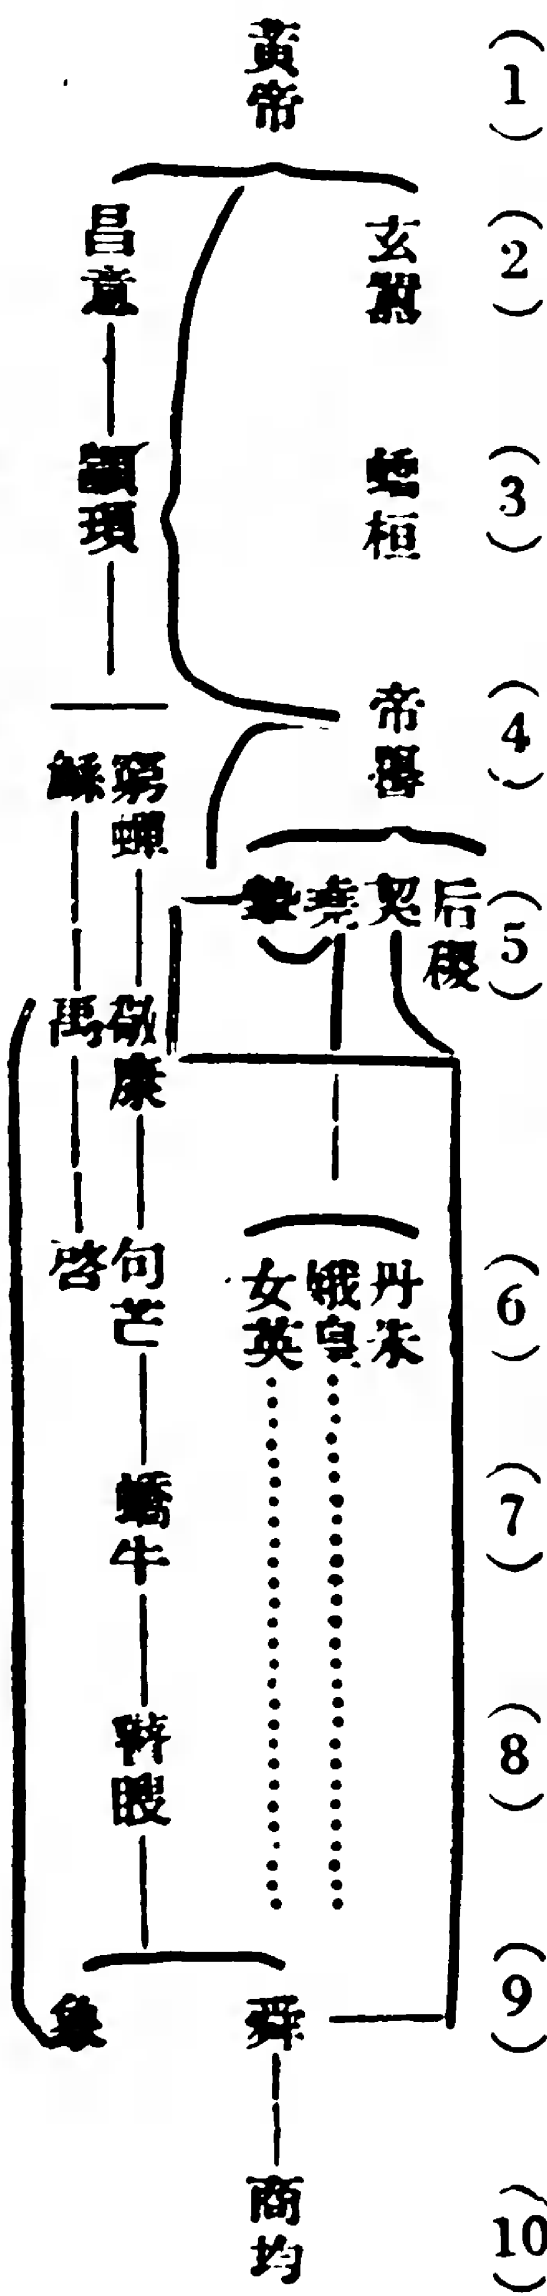 (1)
黃帝
(2)
玄囂
昌意
(3)
蟜桓
顓頊
(4)
帝嚳
(5)
后稷
契
堯
摯
窮蟬
鯀
敬康
禹
(6)
丹朱
娥皇
女英
句芒
啓
(7)
蟜牛
(8)
瞽瞍
(9)
舜
象
(10)
商均